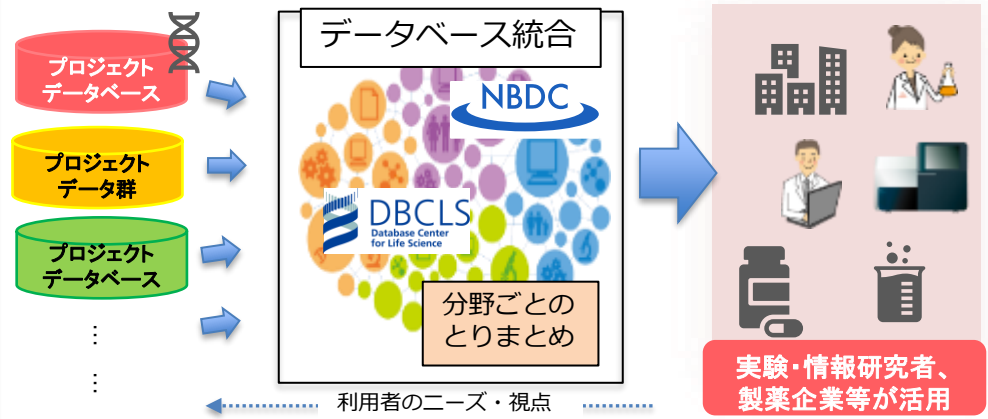 プロジェクト
データベース
プロジェクト
データ群
プロジェクト
データベース
⋮
⋮
データベース統合
NBDC
DBCLS
Database Center
for Life Science
分野ごとの
とりまとめ
利用者のニーズ・視点
実験・情報研究者、
製薬企業等が活用